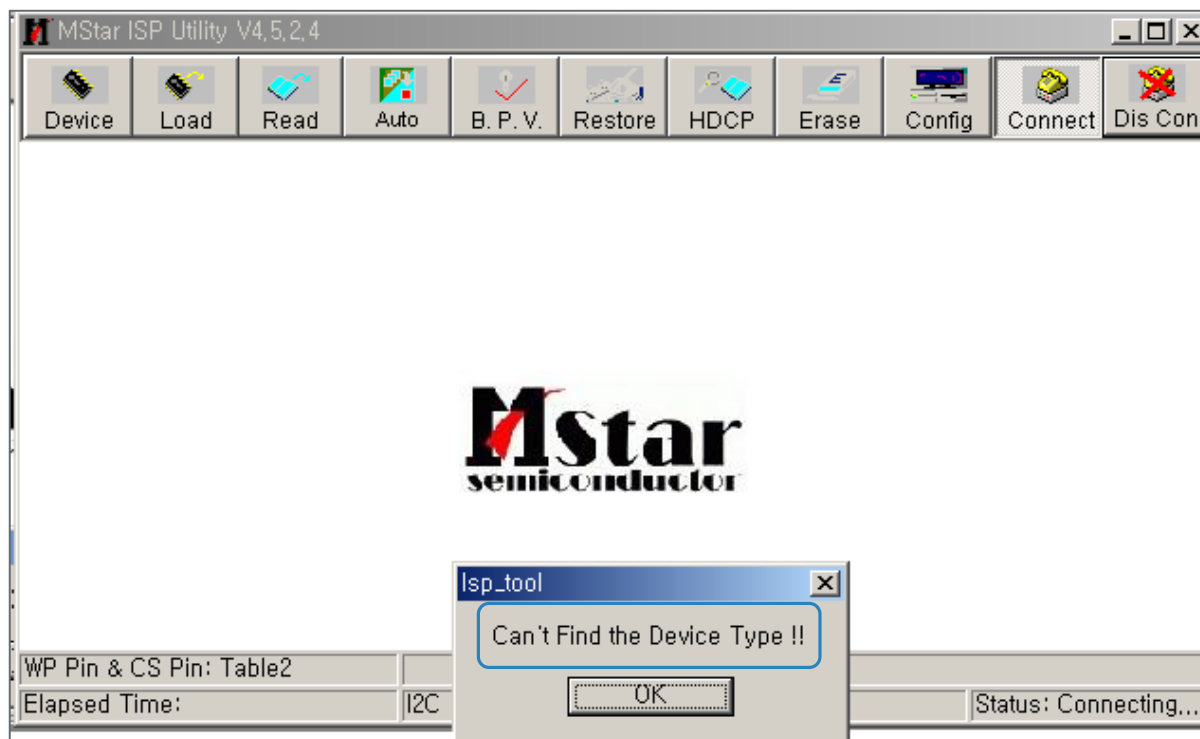 MStar ISP Utility V4,5,2,4
Device Load Read Auto B. P. V. Restore HDCP Erase Config Connect Dis Con
Mstar
semiconductor
Isp_tool
Can't Find the Device Type !!
OK
WP Pin & CS Pin: Table2
Elapsed Time: I2C Status: Connecting...